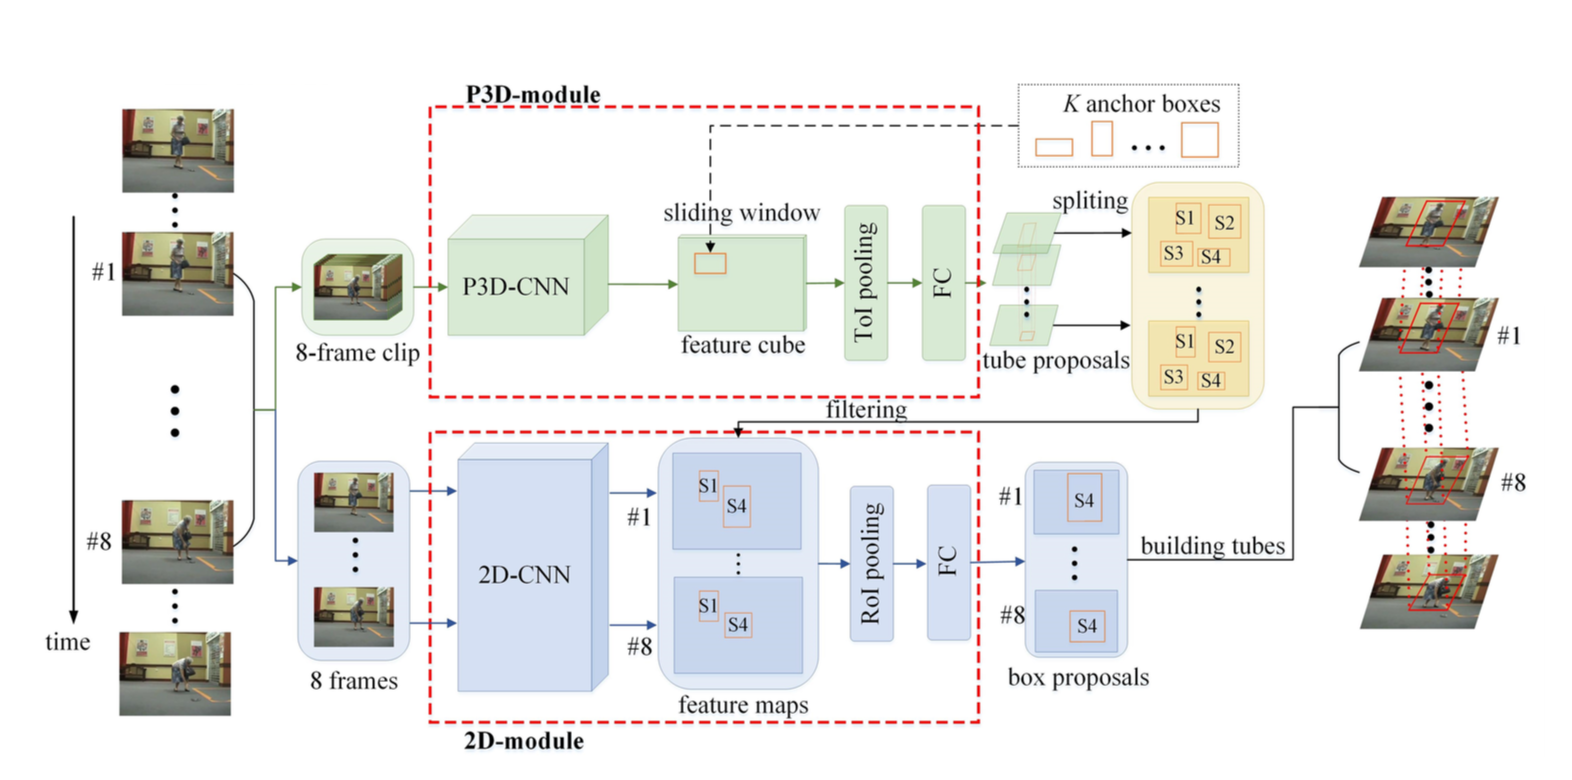 P3D-module
K anchor boxes
sliding window
spliting
#1
P3D-CNN
ToI pooling
FC
S1 S2
S3 S4
8-frame clip
feature cube
tube proposals
S1 S2
S3 S4
#1
filtering
#8
S1
S4
#1
#1
S4
#8
2D-CNN
RoI pooling
FC
building tubes
S1
S4
#8
#8
S4
time
8 frames
feature maps
box proposals
2D-module